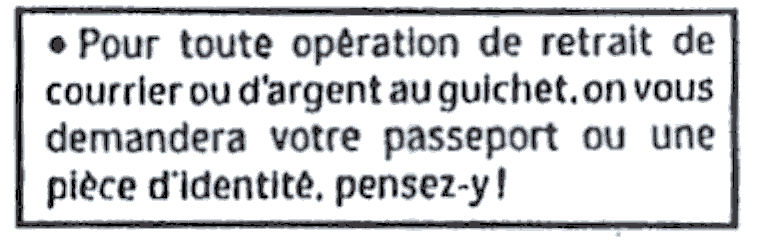 • Pour toute opération de retrait de
courrier ou d'argent au guichet, on vous
demandera votre passeport ou une
pièce d'identité, pensez-y !